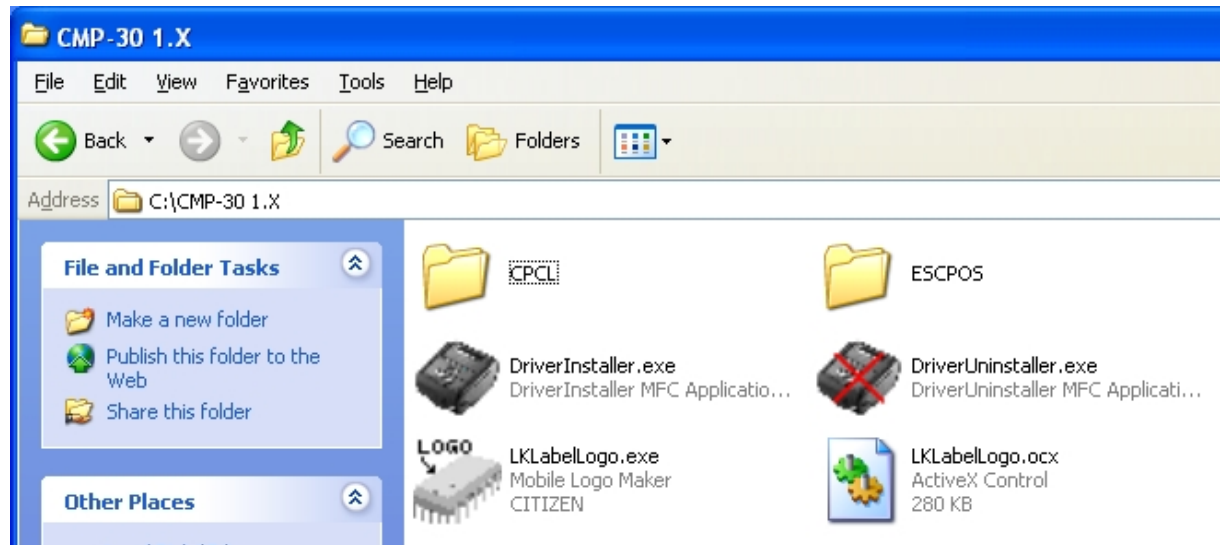 CMP-30 1.X
File Edit View Favorites Tools Help
Back Search Folders
Address C:\CMP-30 1.X
File and Folder Tasks
Make a new folder
Publish this folder to the
Web
Share this folder
Other Places
CPCL
ESCPOS
DriverInstaller.exe
DriverInstaller MFC Applicatio...
DriverUninstaller.exe
DriverUninstaller MFC Applicati...
LOGO
LKLabelLogo.exe
Mobile Logo Maker
CITIZEN
LKLabelLogo.ocx
ActiveX Control
280 KB